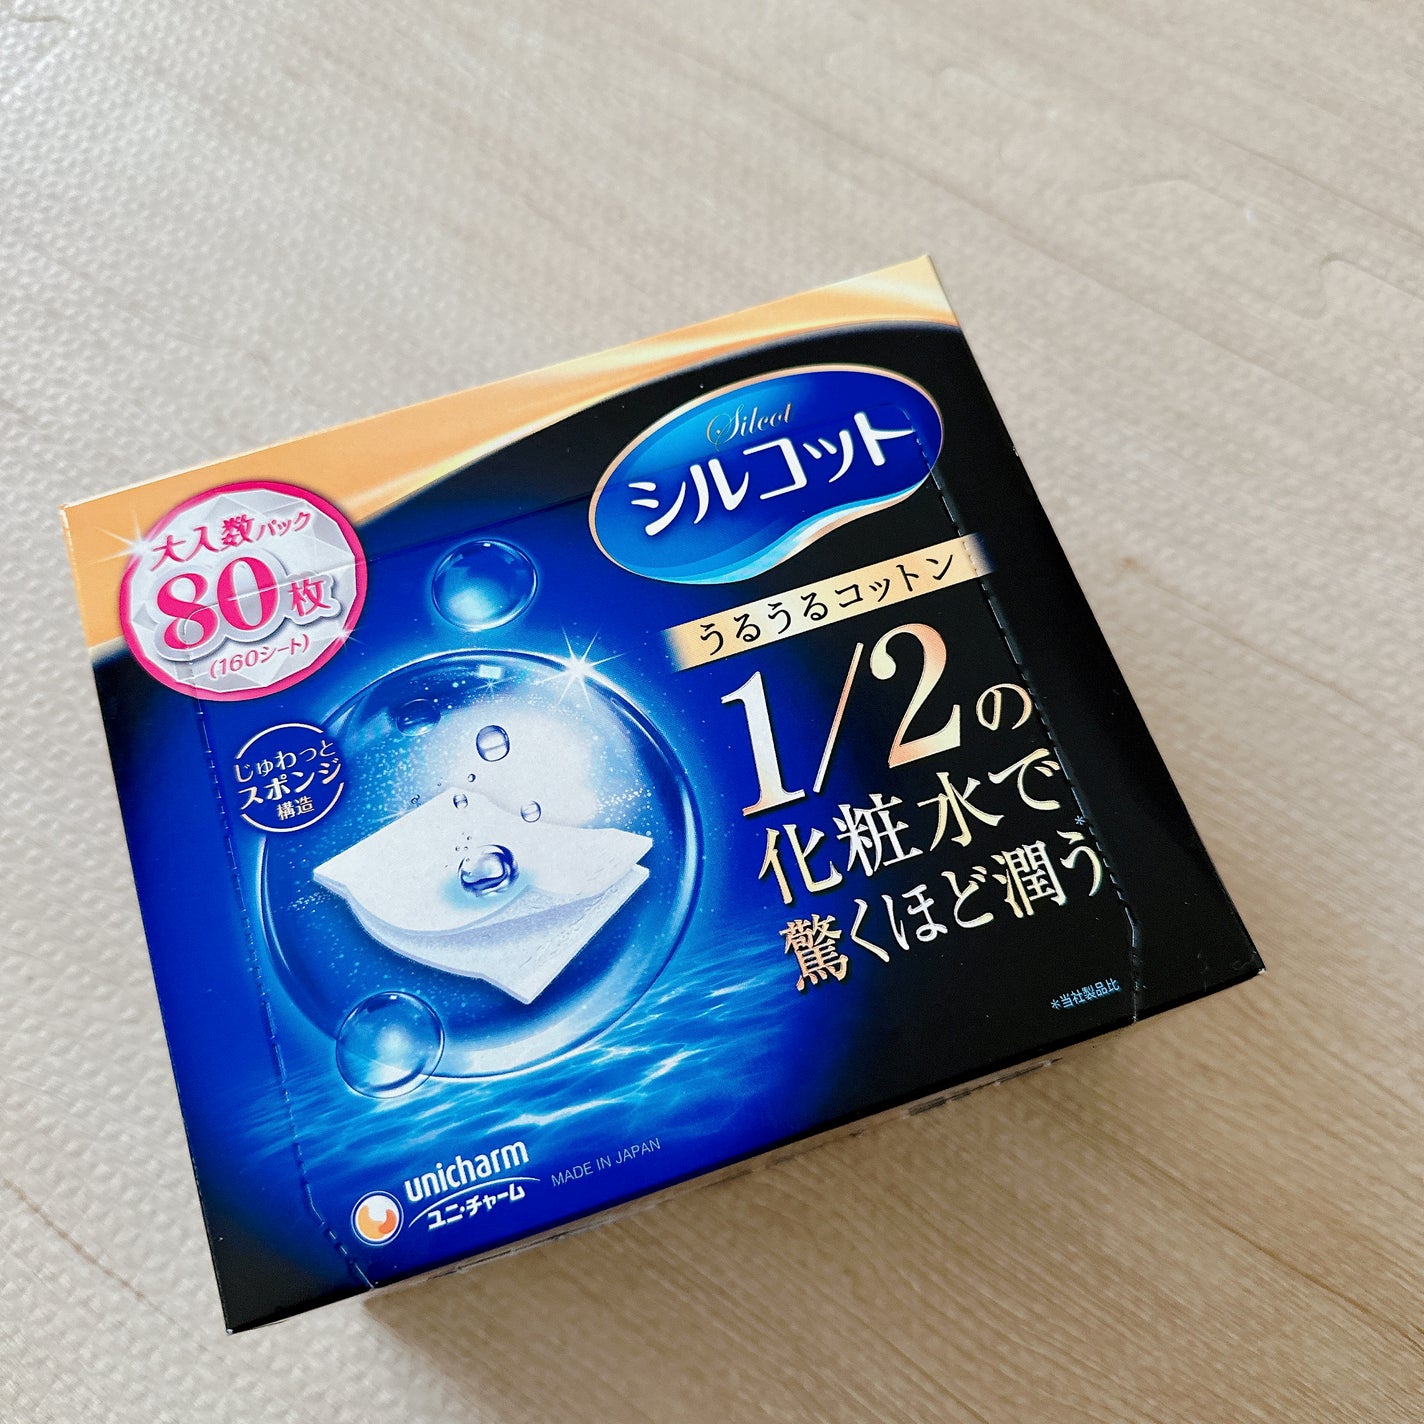 Silcot
シルコット
大入数パック
80枚
(160シート)
うるうるコットン
1/2の
化粧水で
驚くほど潤う*
じゅわっと
スポンジ
構造
*当社製品比
unicharm
ユニ・チャーム
MADE IN JAPAN